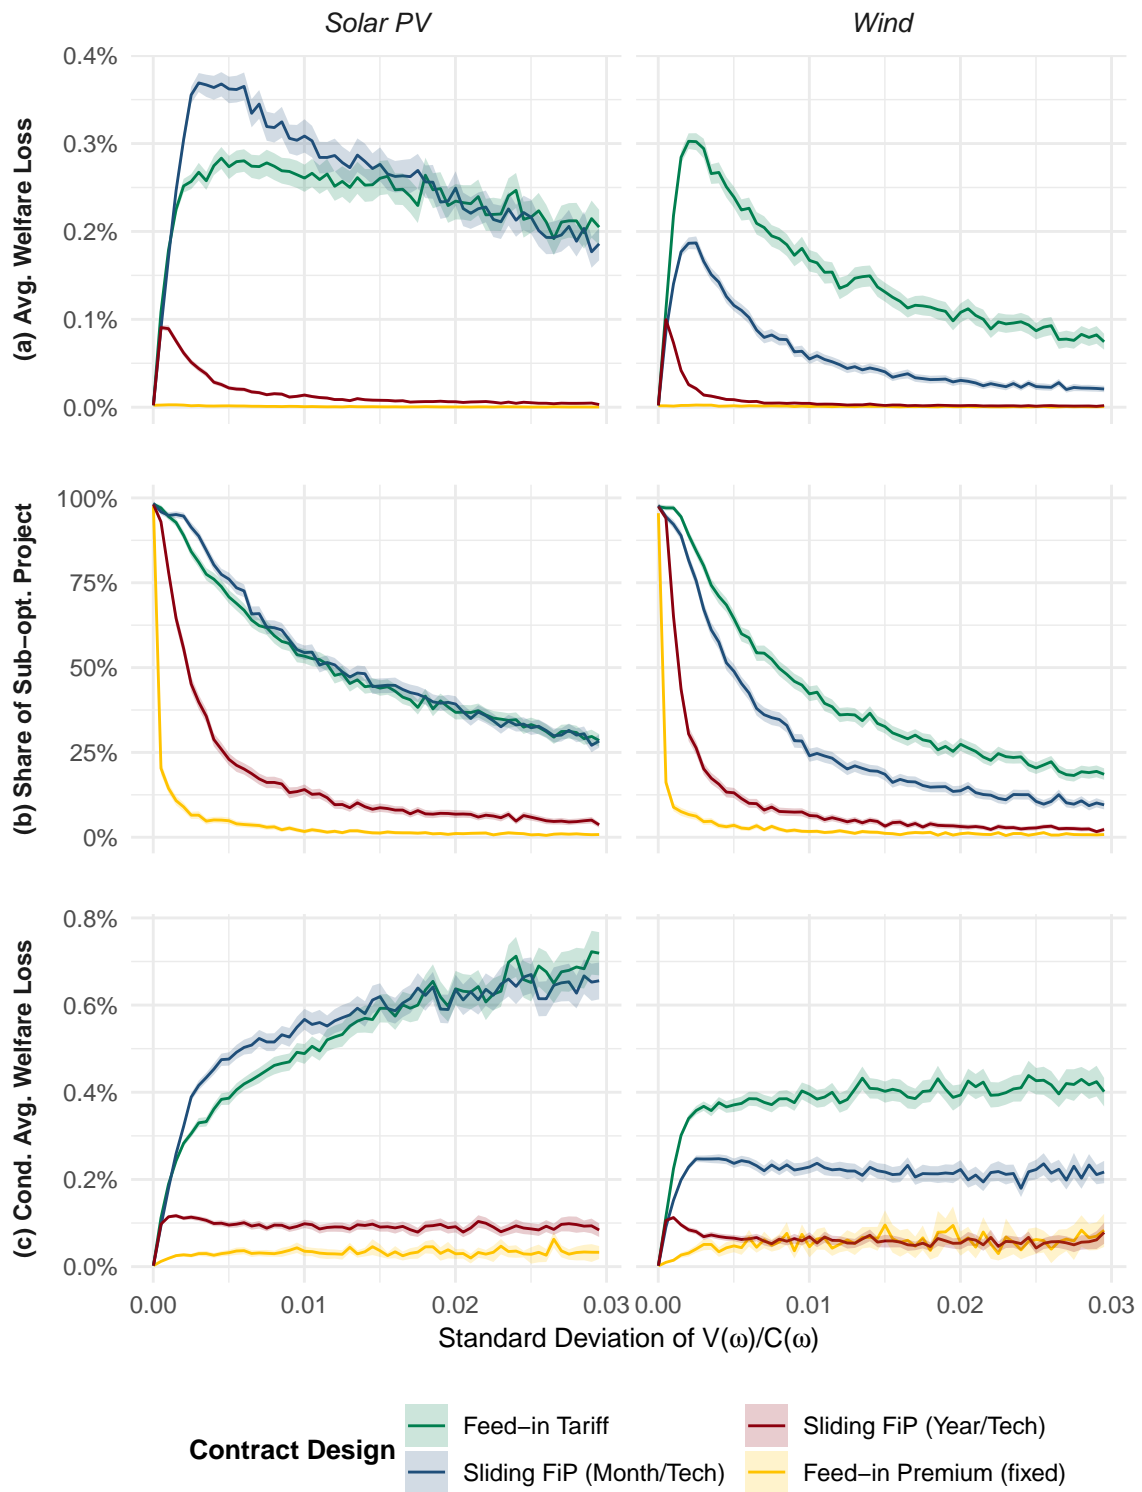 Solar PV
Wind
(a) Avg. Welfare Loss
0.4%
0.3%
0.2%
0.1%
0.0%
(b) Share of Sub−opt. Project
100%
75%
50%
25%
0%
(c) Cond. Avg. Welfare Loss
0.8%
0.6%
0.4%
0.2%
0.0%
0.00 0.01 0.02 0.03 0.00 0.01 0.02 0.03
Standard Deviation of V(ω)/C(ω)
Contract Design
Feed−in Tariff
Sliding FiP (Month/Tech)
Sliding FiP (Year/Tech)
Feed−in Premium (fixed)